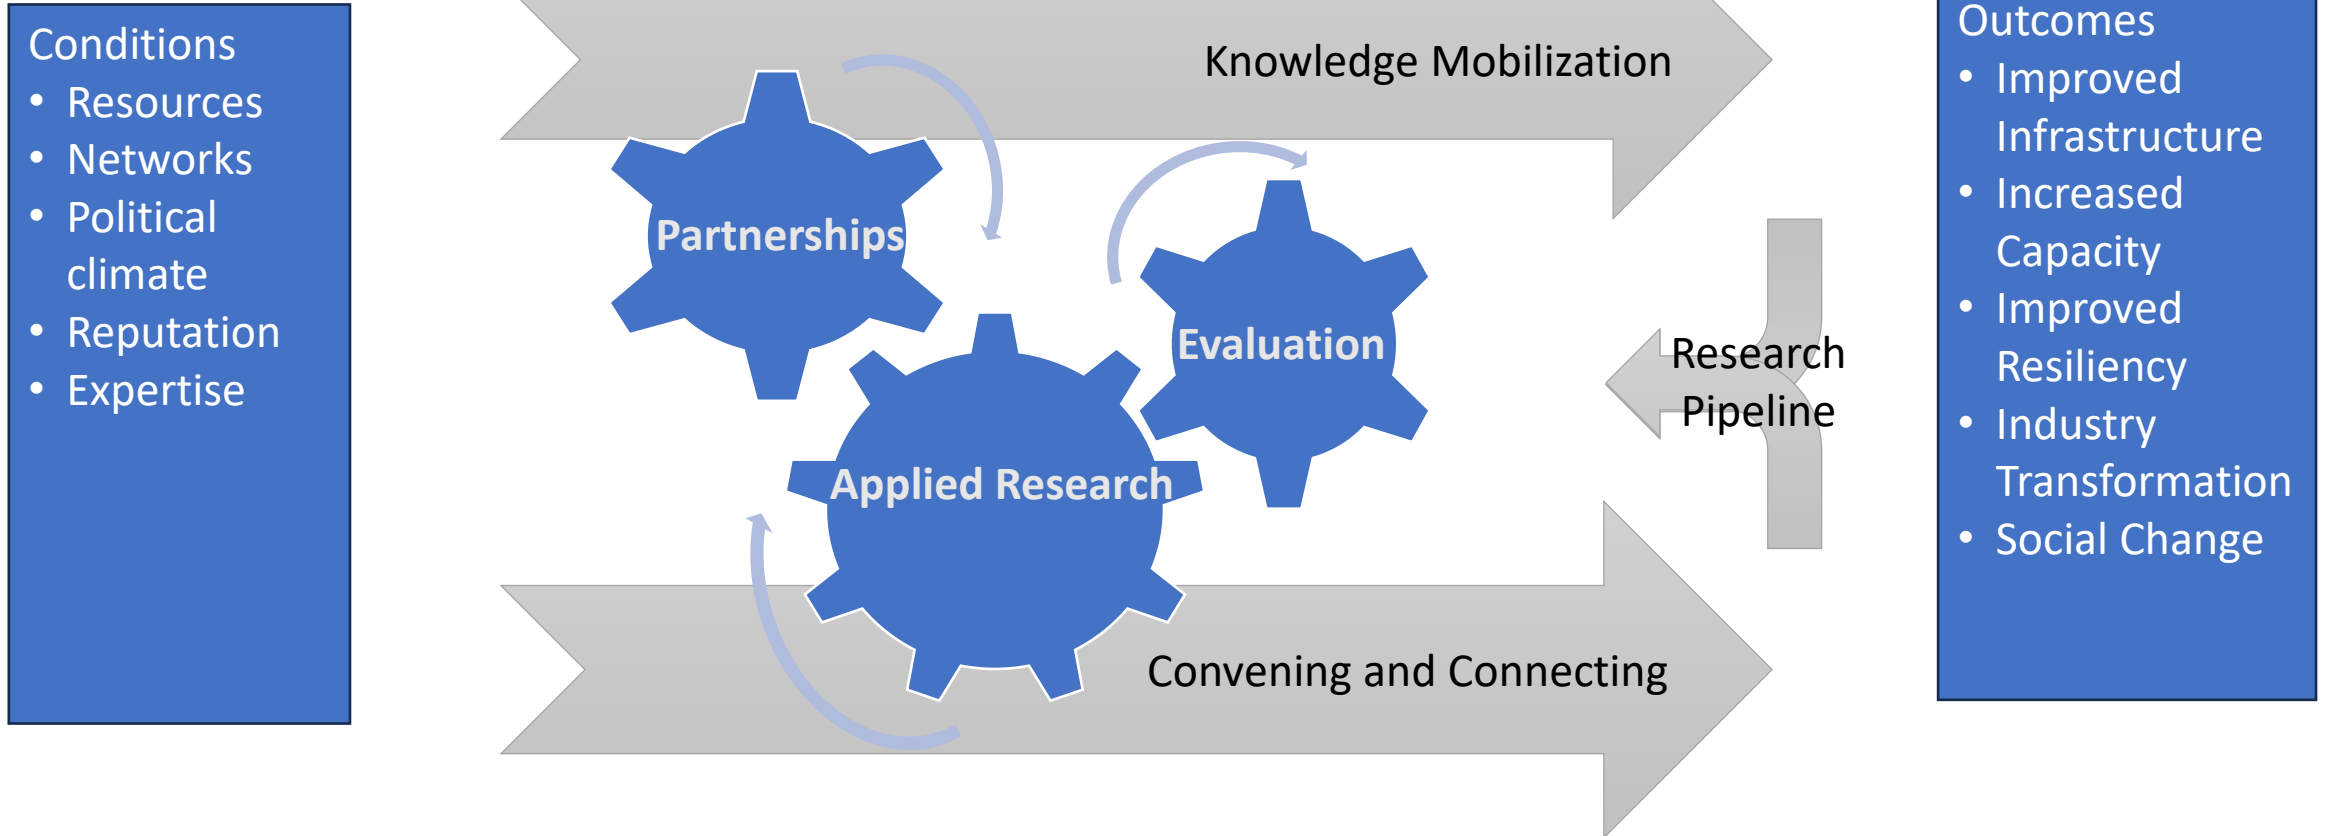 Conditions
• Resources
• Networks
• Political
climate
• Reputation
• Expertise
Knowledge Mobilization
Partnerships
Evaluation
Applied Research
Research
Pipeline
Convening and Connecting
Outcomes
• Improved
Infrastructure
• Increased
Capacity
• Improved
Resiliency
• Industry
Transformation
• Social Change